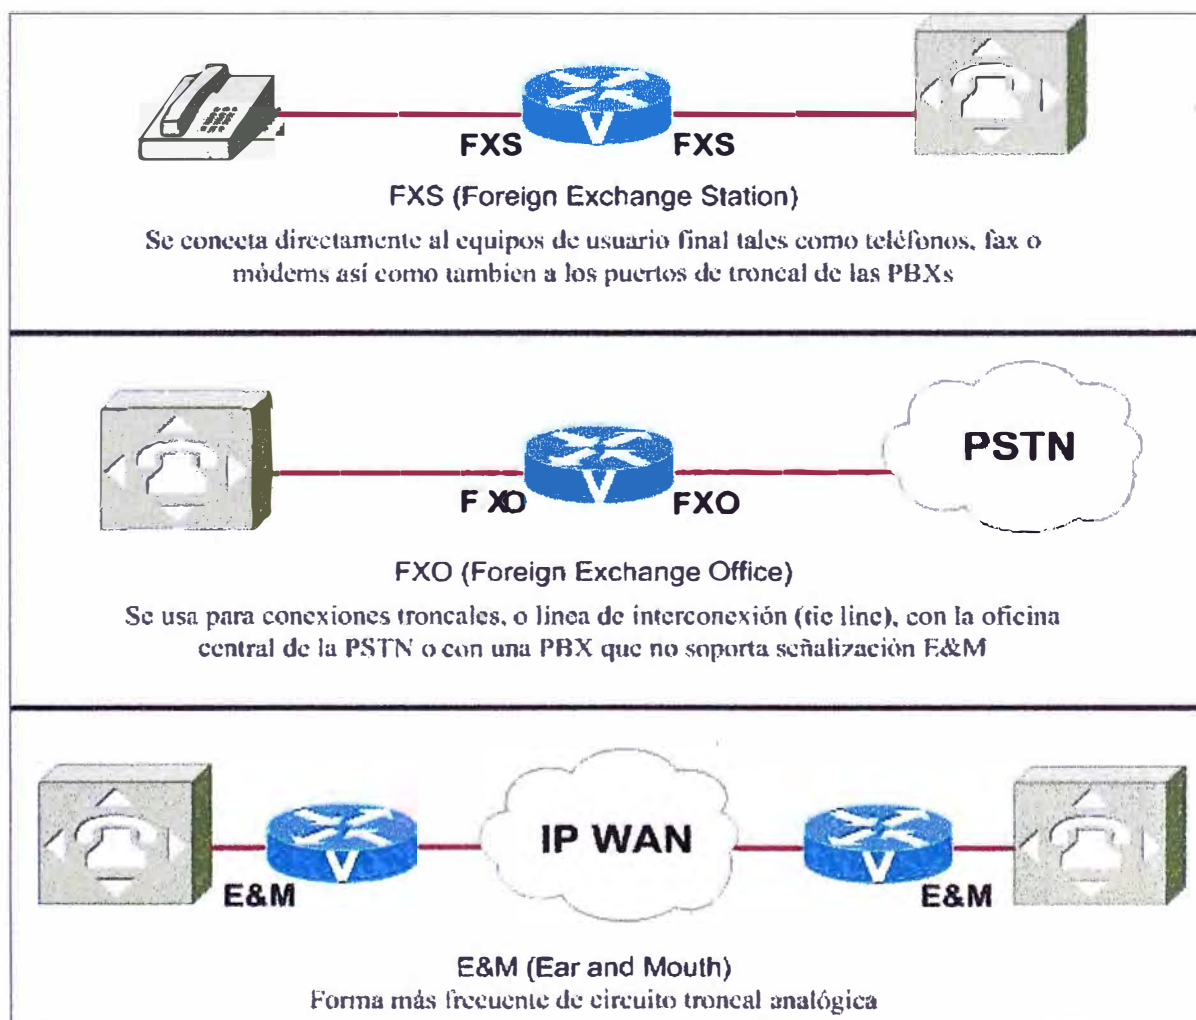 V
FXS FXS
FXS (Foreign Exchange Station)
Se conecta directamente al equipos de usuario final tales como teléfonos, fax o
módems así como tambien a los puertos de troncal de las PBXs
PSTN
V
FXO FXO
FXO (Foreign Exchange Office)
Se usa para conexiones troncales, o linea de interconexión (tie line), con la oficina
central de la PSTN o con una PBX que no soporta señalización E&M
IP WAN
V V
E&M E&M
E&M (Ear and Mouth)
Forma más frecuente de circuito troncal analógica